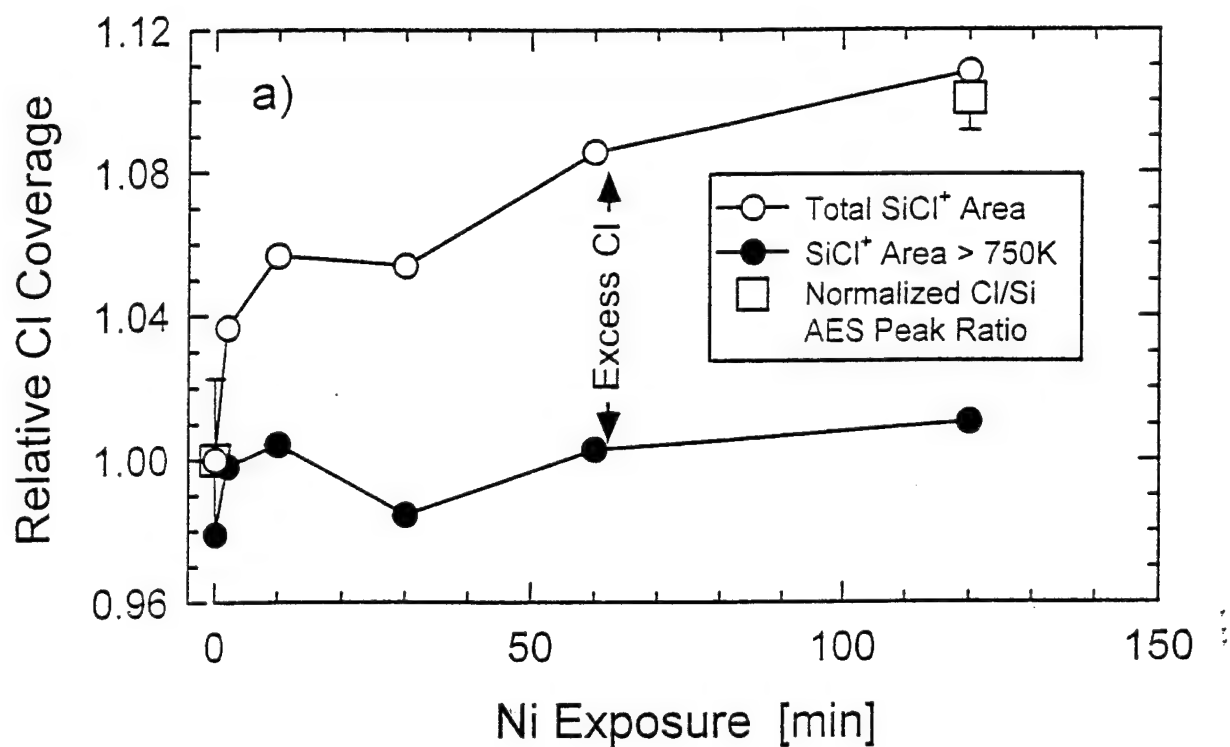 1.12
a)
1.08
1.04
1.00
0.96
Relative Cl Coverage
Total SiCl⁺ Area
SiCl⁺ Area > 750K
Normalized Cl/Si
AES Peak Ratio
Excess Cl
0 50 100 150
Ni Exposure [min]